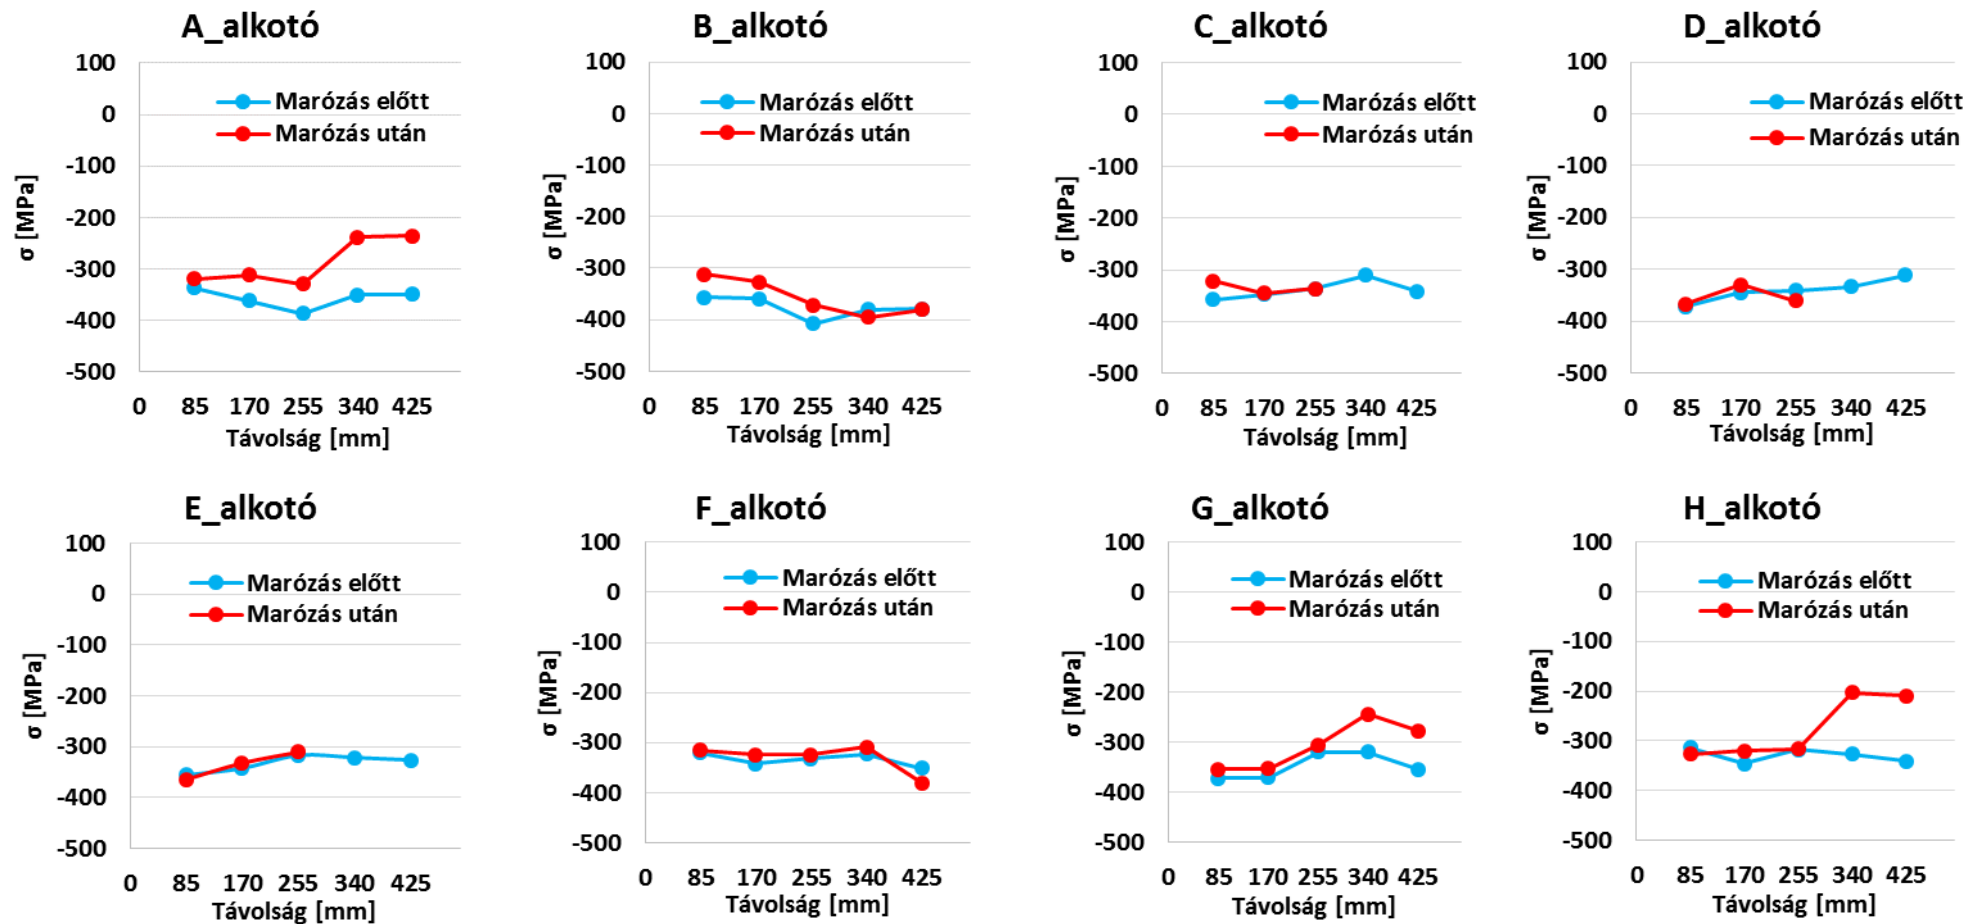 A_alkotó
100
0
-100
-200
-300
-400
-500
σ [MPa]
Marózás előtt
Marózás után
0 85 170 255 340 425
Távolság [mm]
B_alkotó
100
0
-100
-200
-300
-400
-500
σ [MPa]
Marózás előtt
Marózás után
0 85 170 255 340 425
Távolság [mm]
C_alkotó
100
0
-100
-200
-300
-400
-500
σ [MPa]
Marózás előtt
Marózás után
0 85 170 255 340 425
Távolság [mm]
D_alkotó
100
0
-100
-200
-300
-400
-500
σ [MPa]
Marózás előtt
Marózás után
0 85 170 255 340 425
Távolság [mm]
E_alkotó
100
0
-100
-200
-300
-400
-500
σ [MPa]
Marózás előtt
Marózás után
0 85 170 255 340 425
Távolság [mm]
F_alkotó
100
0
-100
-200
-300
-400
-500
σ [MPa]
Marózás előtt
Marózás után
0 85 170 255 340 425
Távolság [mm]
G_alkotó
100
0
-100
-200
-300
-400
-500
σ [MPa]
Marózás előtt
Marózás után
0 85 170 255 340 425
Távolság [mm]
H_alkotó
100
0
-100
-200
-300
-400
-500
σ [MPa]
Marózás előtt
Marózás után
0 85 170 255 340 425
Távolság [mm]